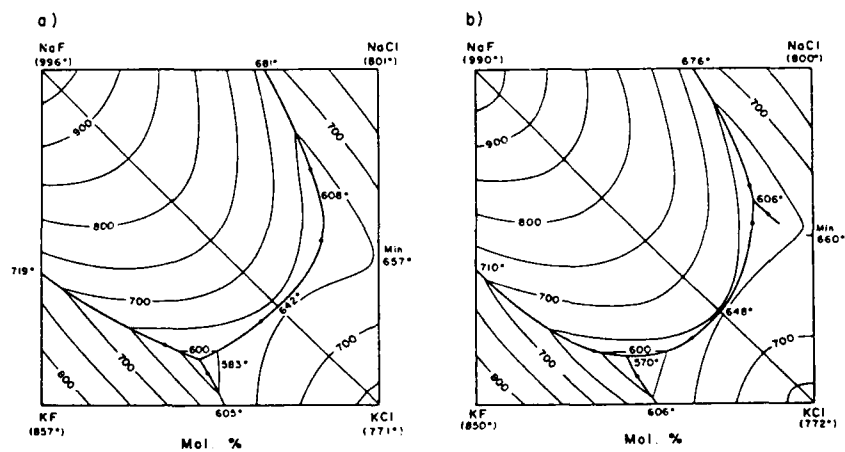 a)
NaF
(996°)
681°
NaCl
(801°)
900
700
800
608°
Min
657°
719°
700
642°
700
600
583°
700
800
KF
(857°)
605°
KCl
(771°)
Mol. %
b)
NaF
(990°)
676°
NaCl
(800°)
900
700
800
606°
Min
660°
710°
700
648°
600
570°
700
700
800
KF
(850°)
606°
KCl
(772°)
Mol. %